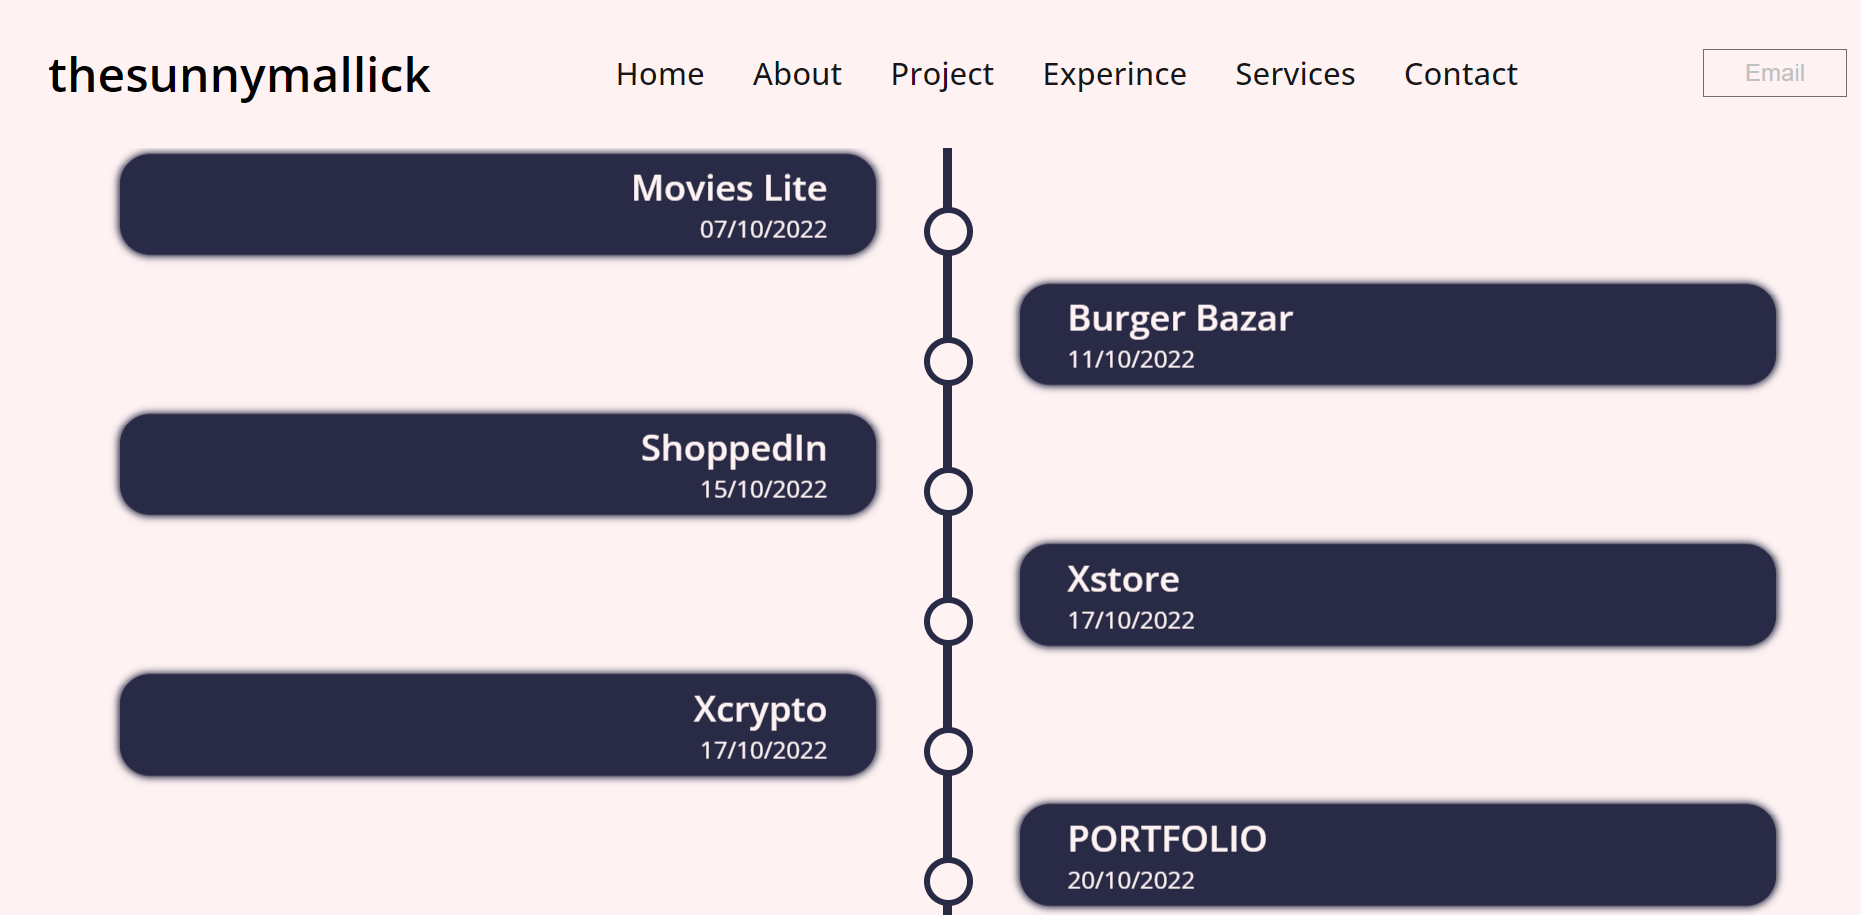 thesunnymallick
Home About Project Experince Services Contact
Email
Movies Lite
07/10/2022
Burger Bazar
11/10/2022
ShoppedIn
15/10/2022
Xstore
17/10/2022
Xcrypto
17/10/2022
PORTFOLIO
20/10/2022